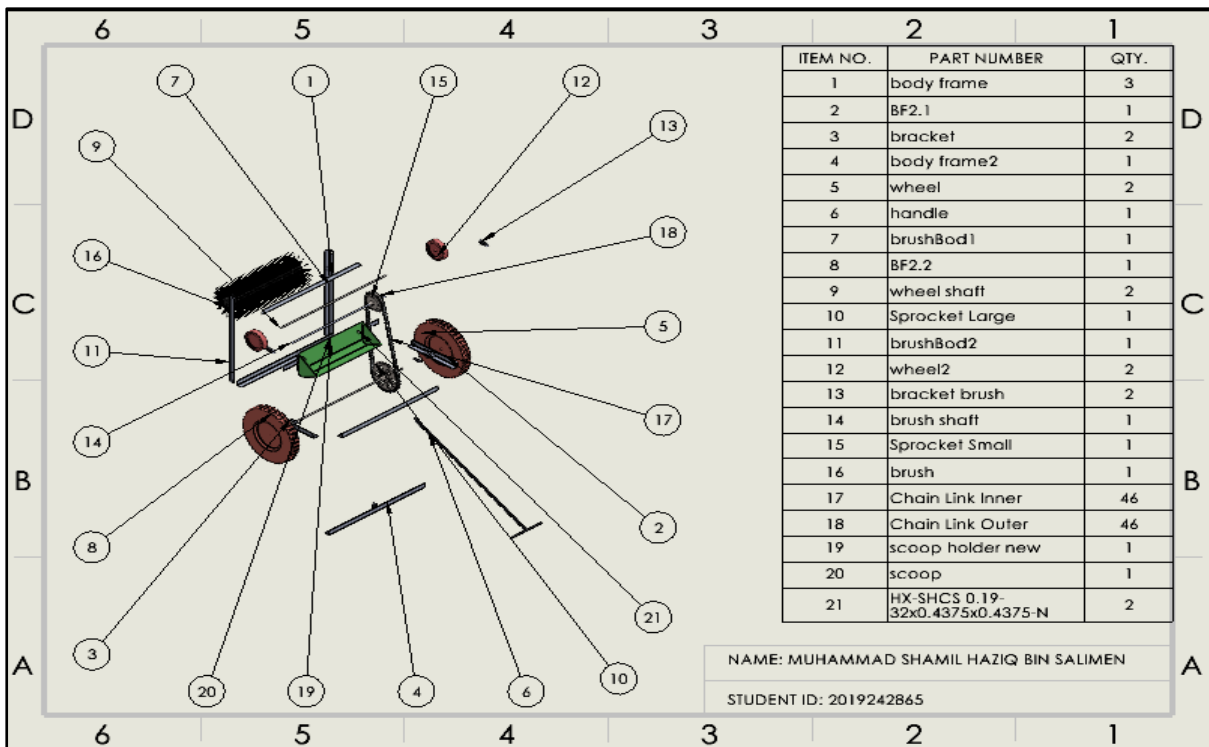 6 5 4 3 2 1
D
C
B
A
D
C
B
A
7 1 15 12
13
9
18
16
5
11
17
14
2
8
21
3
10
20 19 4 6
ITEM NO. PART NUMBER QTY.
1 body frame 3
2 BF2.1 1
3 bracket 2
4 body frame2 1
5 wheel 2
6 handle 1
7 brushBod1 1
8 BF2.2 1
9 wheel shaft 2
10 Sprocket Large 1
11 brushBod2 1
12 wheel2 2
13 bracket brush 2
14 brush shaft 1
15 Sprocket Small 1
16 brush 1
17 Chain Link Inner 46
18 Chain Link Outer 46
19 scoop holder new 1
20 scoop 1
21 HX-SHCS 0.19-
32x0.4375x0.4375-N 2
NAME: MUHAMMAD SHAMIL HAZIQ BIN SALIMEN
STUDENT ID: 2019242865
6 5 4 3 2 1